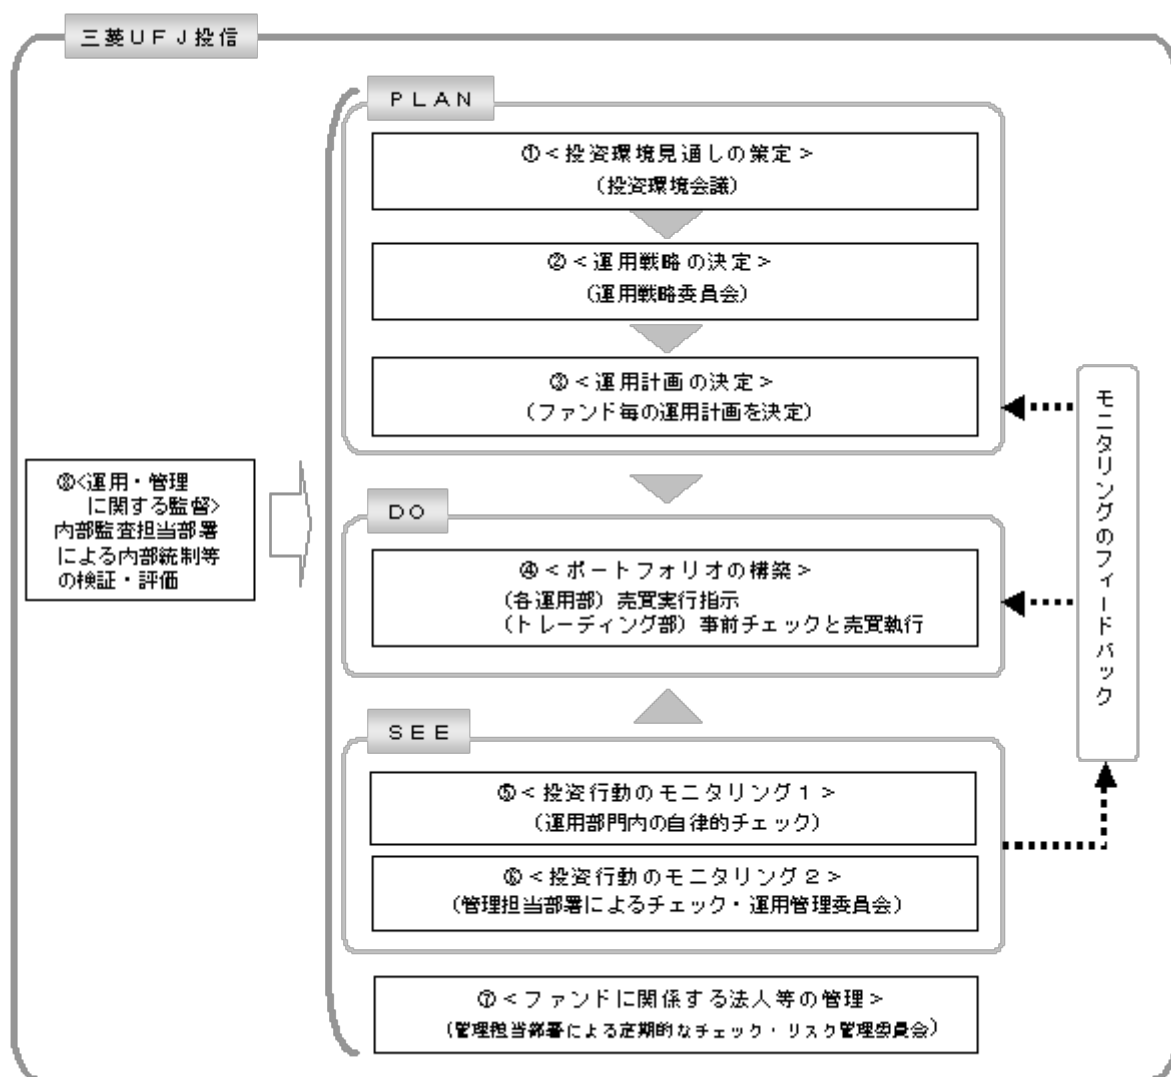 三菱UFJ投信
PLAN
①<投資環境見通しの策定>
(投資環境会議)
②<運用戦略の決定>
(運用戦略委員会)
③<運用計画の決定>
(ファンド毎の運用計画を決定)
⑧<運用・管理
に関する監督>
内部監査担当部署
による内部統制等
の検証・評価
DO
④<ポートフォリオの構築>
(各運用部)売買実行指示
(トレーディング部)事前チェックと売買執行
SEE
⑤<投資行動のモニタリング1>
(運用部門内の自律的チェック)
⑥<投資行動のモニタリング2>
(管理担当部署によるチェック・運用管理委員会)
モニタリングのフィードバック
⑦<ファンドに関係する法人等の管理>
(管理担当部署による定期的なチェック・リスク管理委員会)